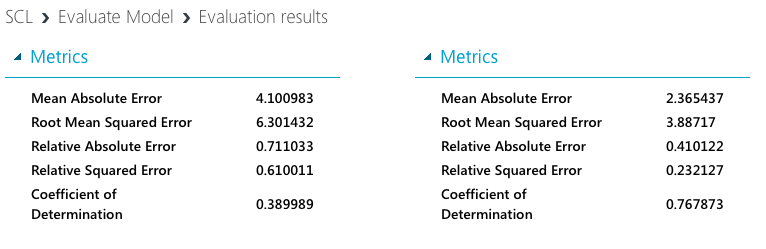 SCL ❯ Evaluate Model ❯ Evaluation results
Metrics
Mean Absolute Error 4.100983
Root Mean Squared Error 6.301432
Relative Absolute Error 0.711033
Relative Squared Error 0.610011
Coefficient of
Determination 0.389989
Metrics
Mean Absolute Error 2.365437
Root Mean Squared Error 3.88717
Relative Absolute Error 0.410122
Relative Squared Error 0.232127
Coefficient of
Determination 0.767873